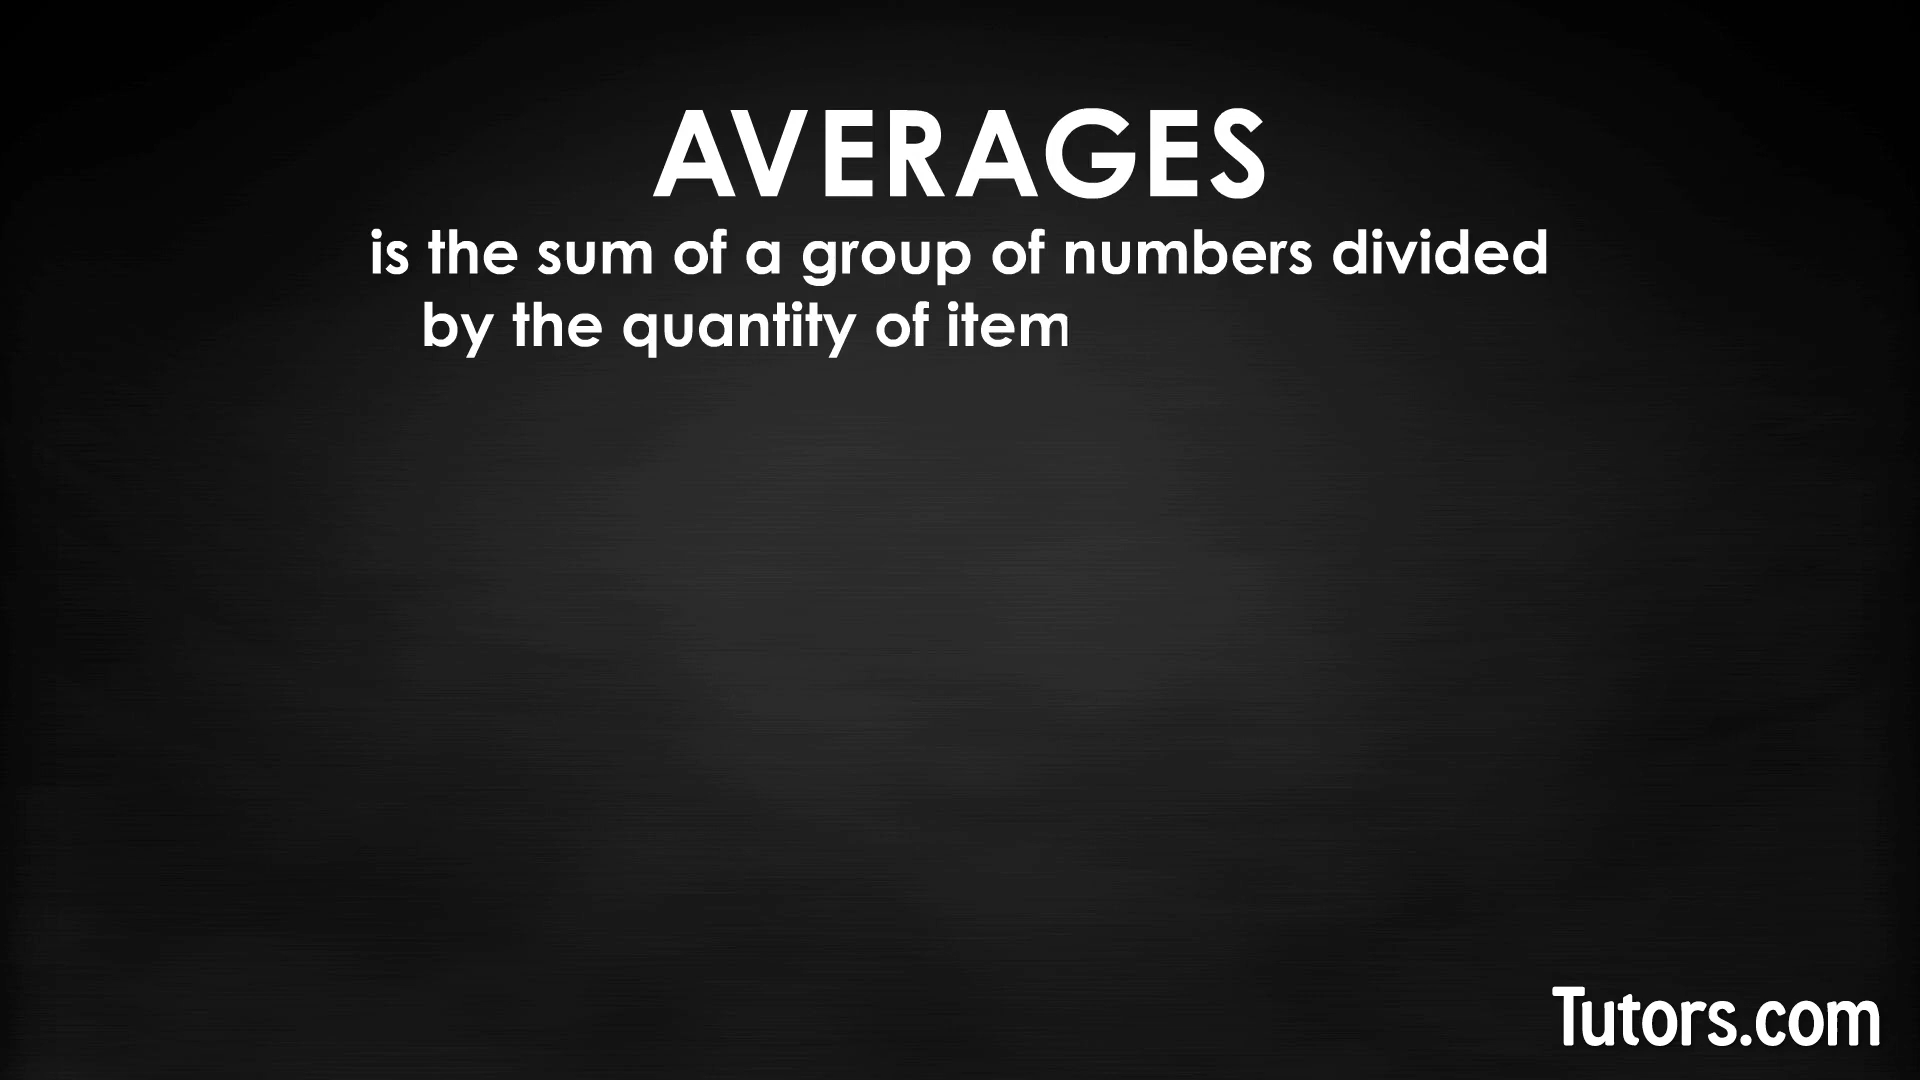 AVERAGES
is the sum of a group of numbers divided
by the quantity of item
Tutors.com